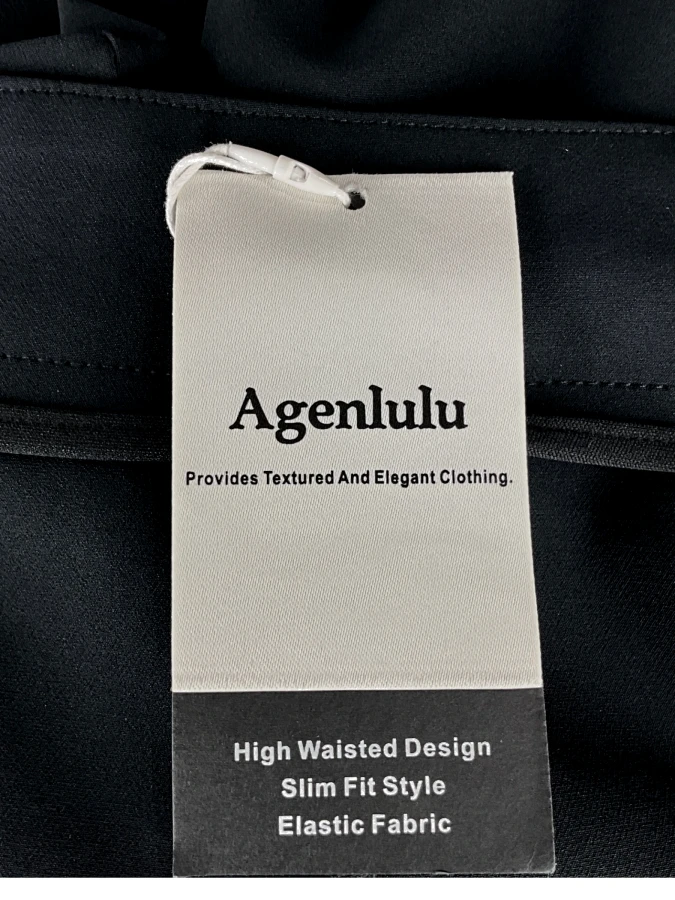 Agenlulu
Provides Textured And Elegant Clothing.
High Waisted Design
Slim Fit Style
Elastic Fabric